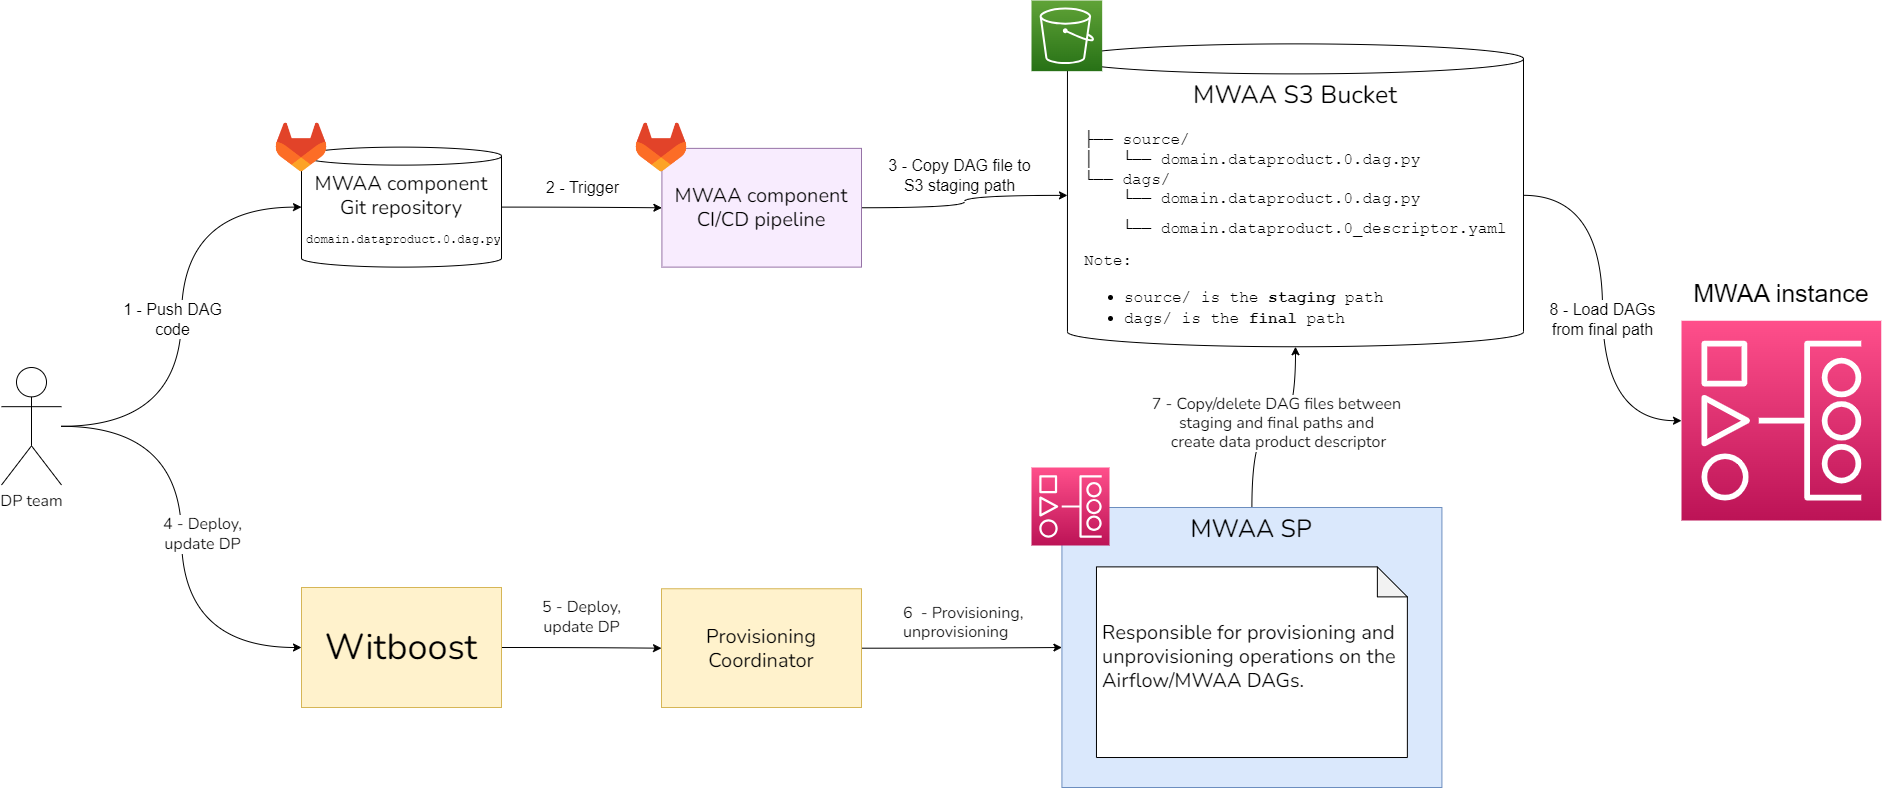 MWAA S3 Bucket
├── source/
│   └── domain.dataproduct.0.dag.py
└── dags/
    └── domain.dataproduct.0.dag.py
    └── domain.dataproduct.0_descriptor.yaml
Note:
• source/ is the staging path
• dags/ is the final path
MWAA component
Git repository
domain.dataproduct.0.dag.py
2 - Trigger
MWAA component
CI/CD pipeline
3 - Copy DAG file to
S3 staging path
1 - Push DAG
code
8 - Load DAGs
from final path
MWAA instance
DP team
7 - Copy/delete DAG files between
staging and final paths and
create data product descriptor
4 - Deploy,
update DP
Witboost
5 - Deploy,
update DP
Provisioning
Coordinator
6 - Provisioning,
unprovisioning
MWAA SP
Responsible for provisioning and
unprovisioning operations on the
Airflow/MWAA DAGs.